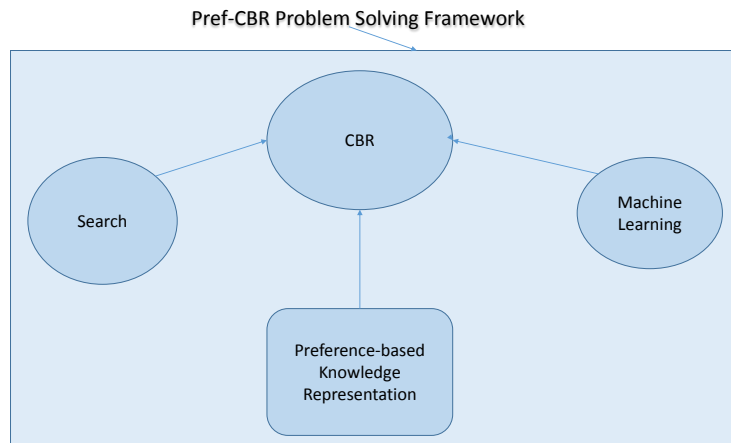 Pref-CBR Problem Solving Framework
CBR
Search
Machine
Learning
Preference-based
Knowledge
Representation